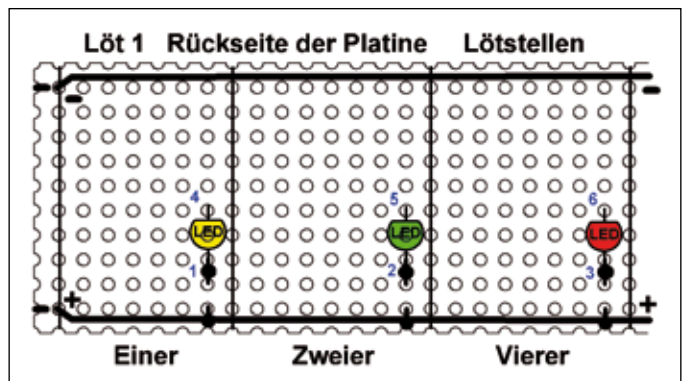 Löt 1 Rückseite der Platine Lötstellen
- -
4 5 6
LED LED LED
1 2 3
+ +
Einer Zweier Vierer